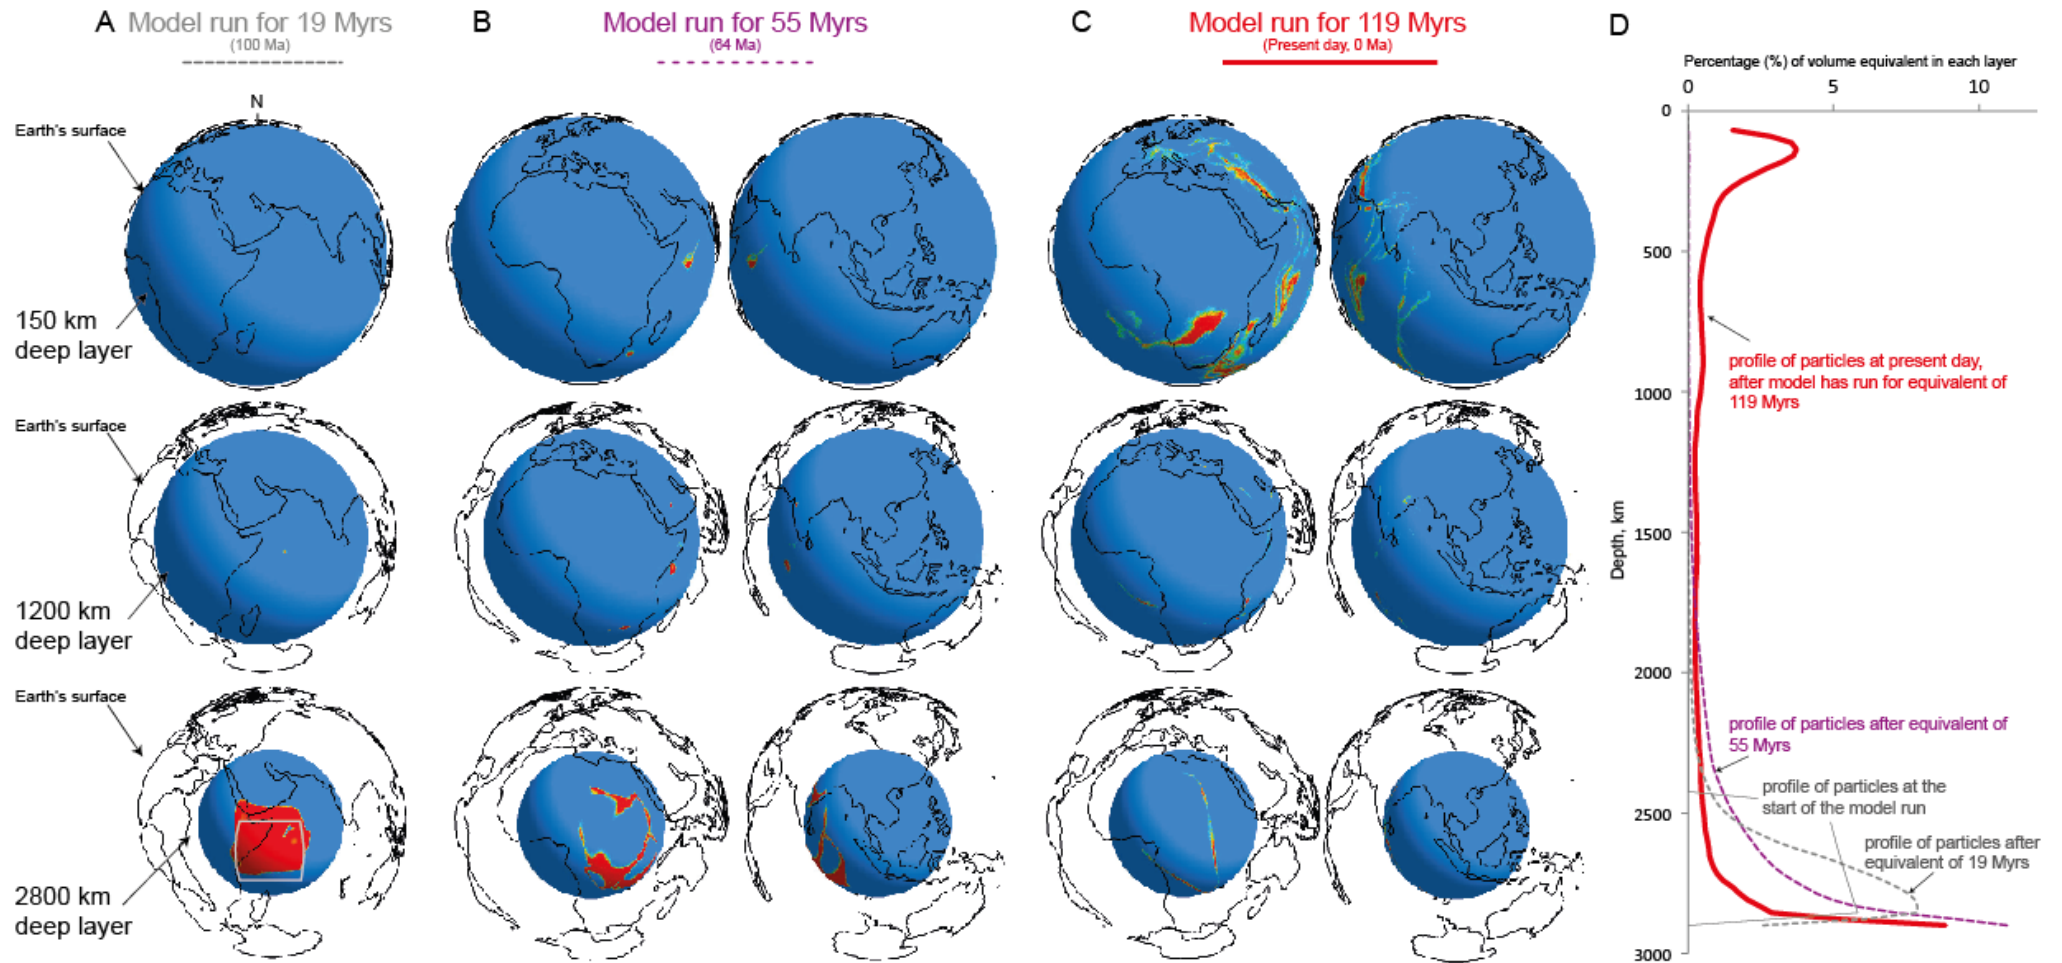 A Model run for 19 Myrs
(100 Ma)
B Model run for 55 Myrs
(64 Ma)
C Model run for 119 Myrs
(Present day, 0 Ma)
D
Percentage (%) of volume equivalent in each layer
0 5 10
N
Earth's surface
150 km
deep layer
Earth's surface
1200 km
deep layer
Earth's surface
2800 km
deep layer
0
500
1000
1500
2000
2500
3000
Depth, km
profile of particles at present day,
after model has run for equivalent of
119 Myrs
profile of particles after equivalent of
55 Myrs
profile of particles at the
start of the model run
profile of particles after
equivalent of 19 Myrs